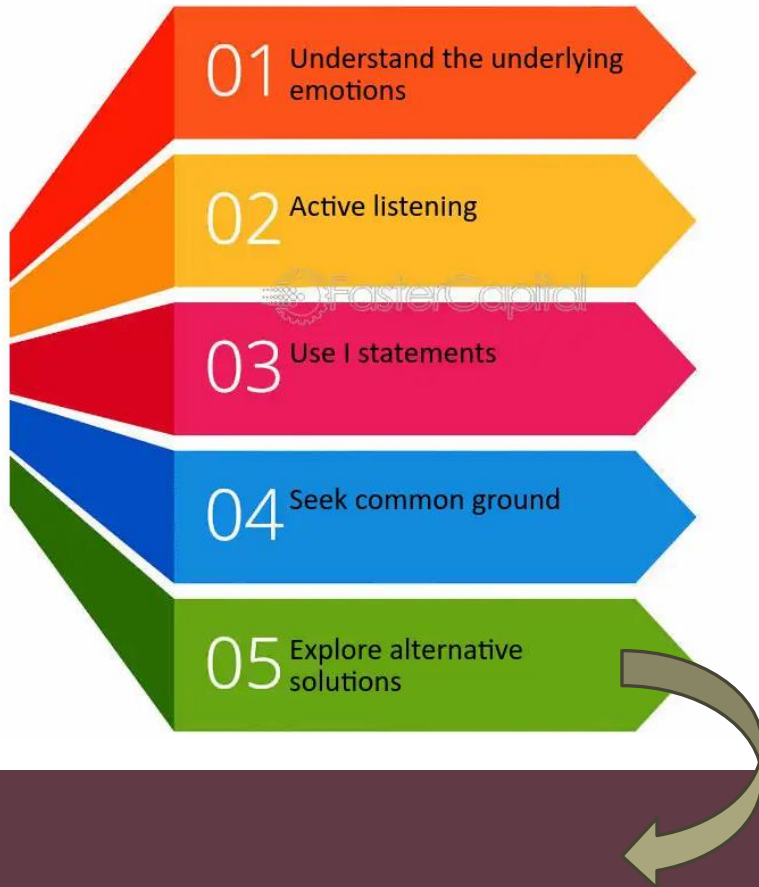 01 Understand the underlying
emotions
02 Active listening
FasterCapital
03 Use I statements
04 Seek common ground
05 Explore alternative
solutions